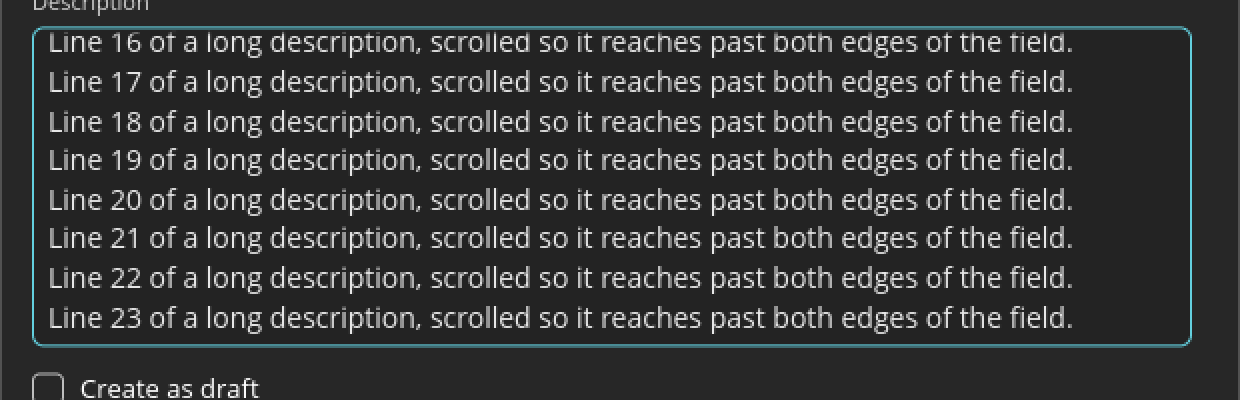 Description
Line 16 of a long description, scrolled so it reaches past both edges of the field.
Line 17 of a long description, scrolled so it reaches past both edges of the field.
Line 18 of a long description, scrolled so it reaches past both edges of the field.
Line 19 of a long description, scrolled so it reaches past both edges of the field.
Line 20 of a long description, scrolled so it reaches past both edges of the field.
Line 21 of a long description, scrolled so it reaches past both edges of the field.
Line 22 of a long description, scrolled so it reaches past both edges of the field.
Line 23 of a long description, scrolled so it reaches past both edges of the field.
Create as draft